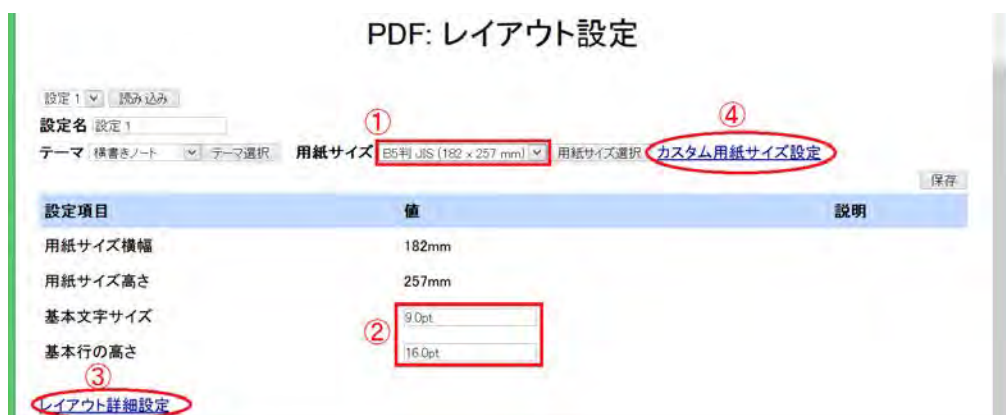 PDF: レイアウト設定
設定 1 読み込み
設定名 設定 1
① ④
テーマ 横書きノート テーマ選択 用紙サイズ B5判 JIS (182 x 257 mm) 用紙サイズ選択 カスタム用紙サイズ設定
保存
設定項目 値 説明
用紙サイズ横幅 182mm
用紙サイズ高さ 257mm
基本文字サイズ 9.0pt
②
基本行の高さ 16.0pt
③
レイアウト詳細設定